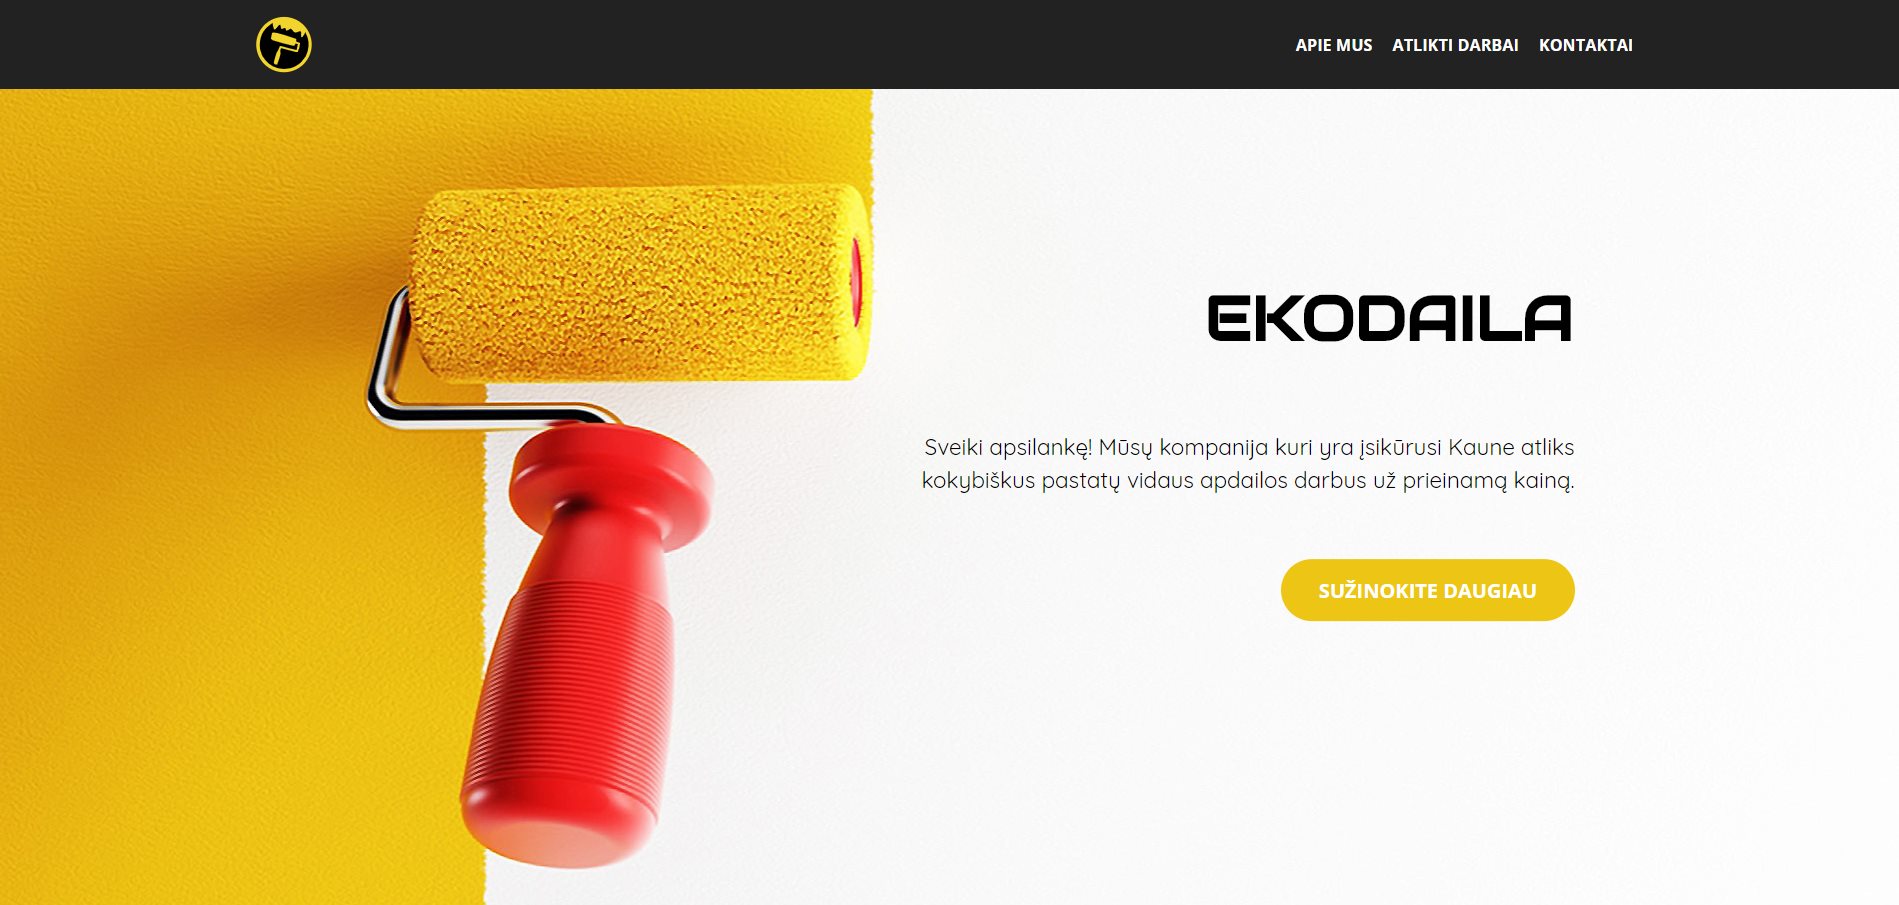 APIE MUS ATLIKTI DARBAI KONTAKTAI
EKODAILA
Sveiki apsilankę! Mūsų kompanija kuri yra įsikūrusi Kaune atliks
kokybiškus pastatų vidaus apdailos darbus už prieinamą kainą.
SUŽINOKITE DAUGIAU